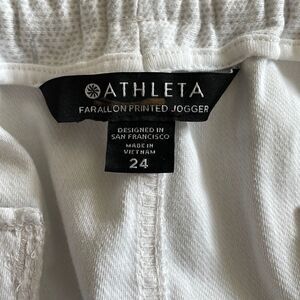 ATHLETA
FARALLON PRINTED JOGGER
DESIGNED IN
SAN FRANCISCO
MADE IN
VIETNAM
24